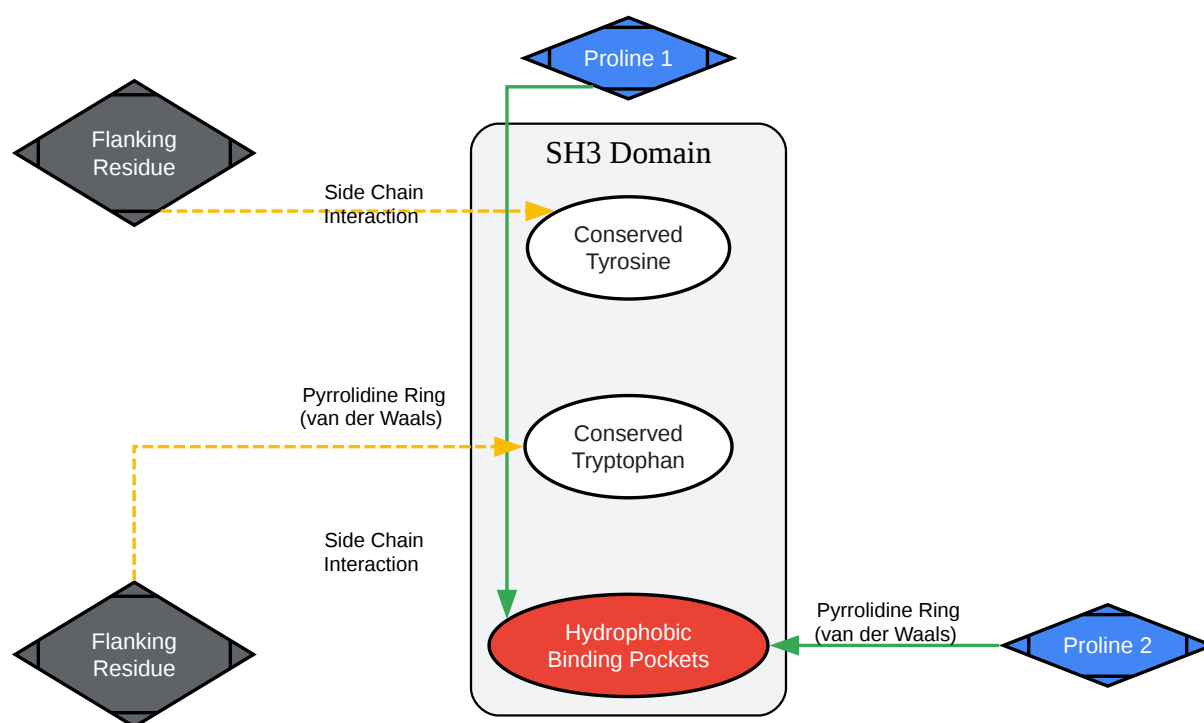 Proline 1
Flanking
Residue
SH3 Domain
Side Chain
Interaction
Conserved
Tyrosine
Pyrrolidine Ring
(van der Waals)
Conserved
Tryptophan
Side Chain
Interaction
Flanking
Residue
Hydrophobic
Binding Pockets
Pyrrolidine Ring
(van der Waals)
Proline 2